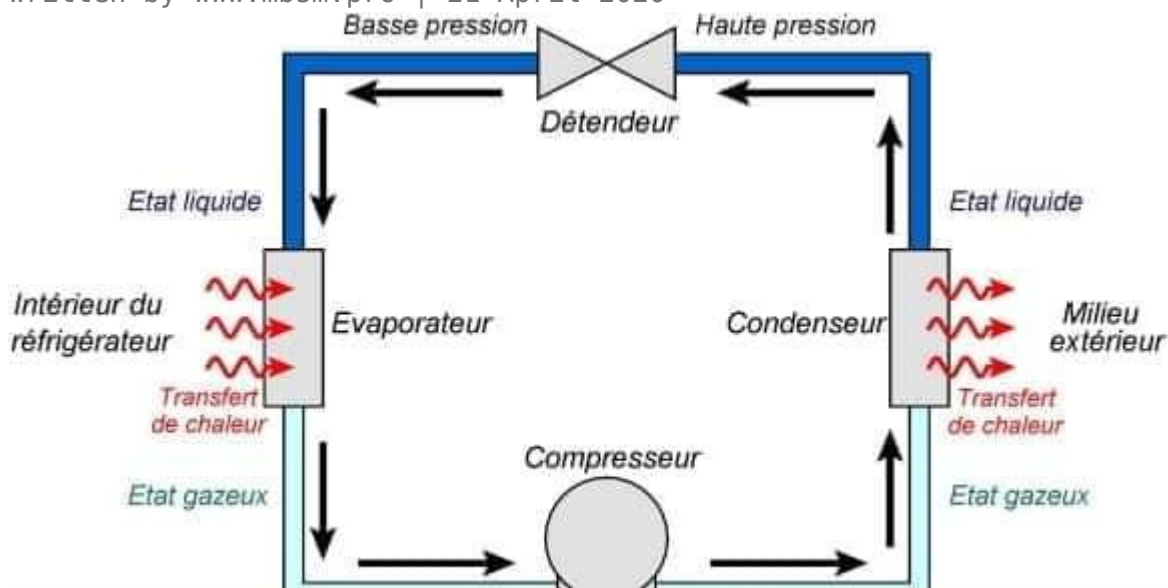 Basse pression
Haute pression
Détendeur
Etat liquide
Etat liquide
Intérieur du
réfrigérateur
Evaporateur
Condenseur
Milieu
extérieur
Transfert
de chaleur
Transfert
de chaleur
Compresseur
Etat gazeux
Etat gazeux